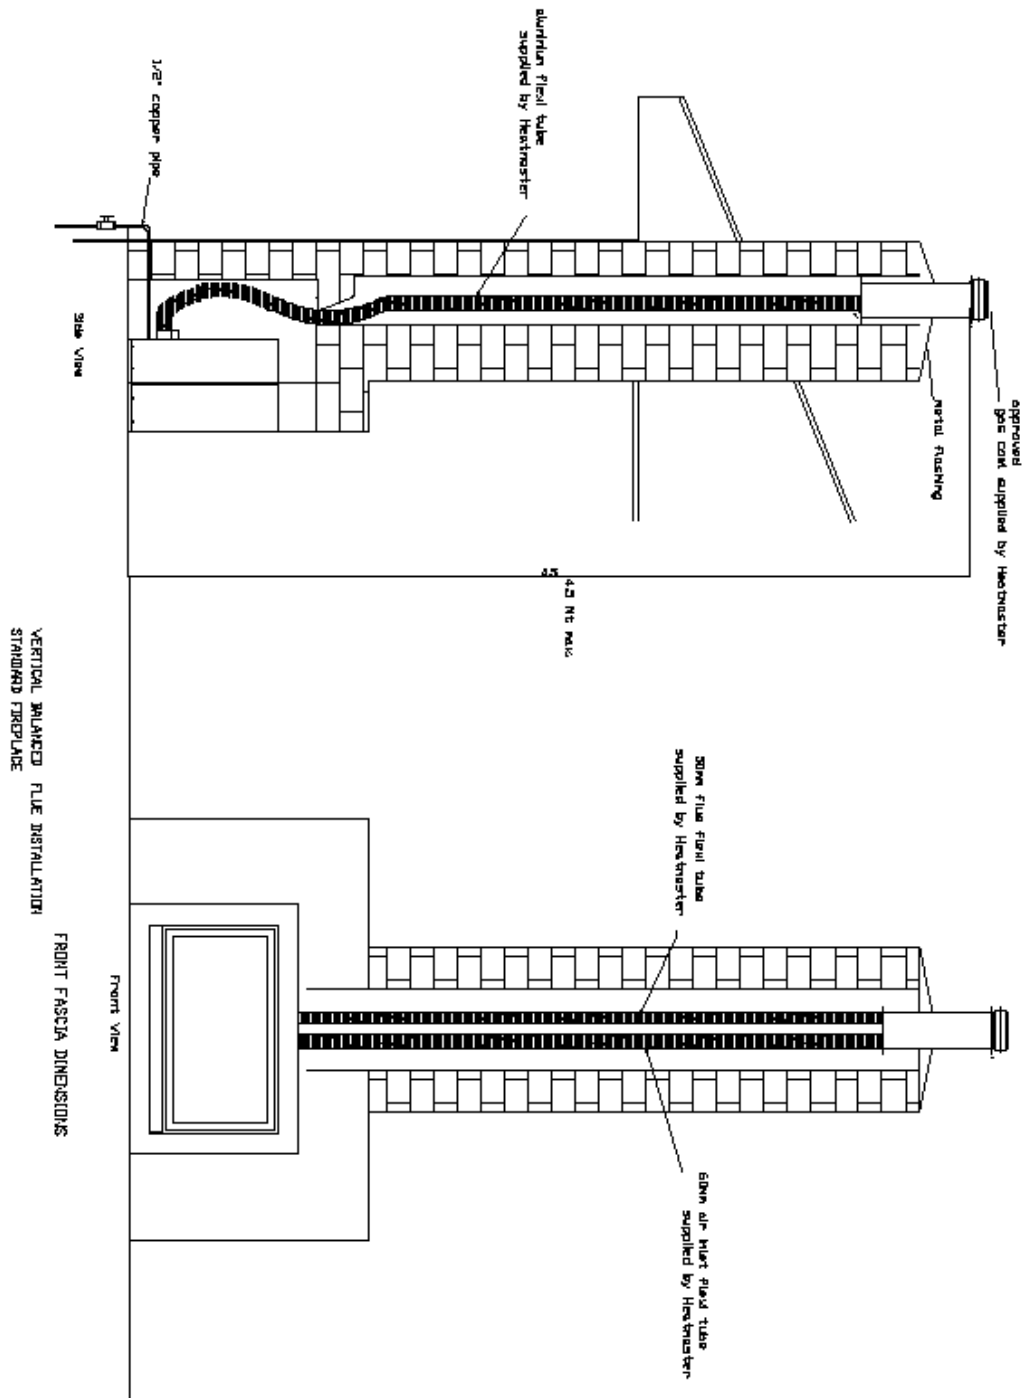 aluminium flexi tube
supplied by Heatmaster
1/2" copper pipe
Side View
approved
gas cowl supplied by Heatmaster
metal flashing
4.5 Mt max
VERTICAL BALANCED FLUE INSTALLATION
STANDARD FIREPLACE
flue flexi tube
supplied by Heatmaster
Front View
FRONT FASCIA DIMENSIONS
60mm air inlet flexi tube
supplied by Heatmaster